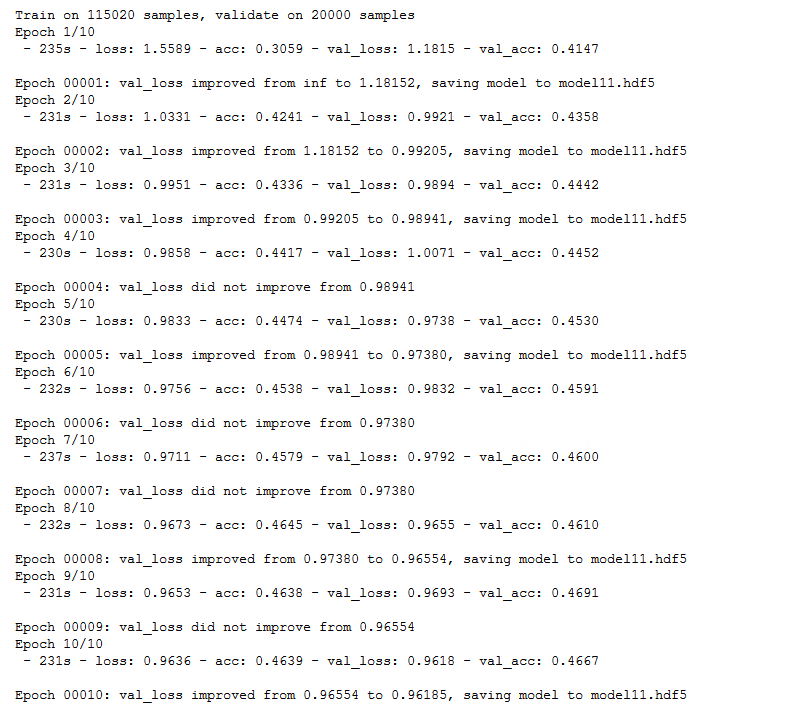 Train on 115020 samples, validate on 20000 samples
Epoch 1/10
 - 235s - loss: 1.5589 - acc: 0.3059 - val_loss: 1.1815 - val_acc: 0.4147

Epoch 00001: val_loss improved from inf to 1.18152, saving model to model11.hdf5
Epoch 2/10
 - 231s - loss: 1.0331 - acc: 0.4241 - val_loss: 0.9921 - val_acc: 0.4358

Epoch 00002: val_loss improved from 1.18152 to 0.99205, saving model to model11.hdf5
Epoch 3/10
 - 231s - loss: 0.9951 - acc: 0.4336 - val_loss: 0.9894 - val_acc: 0.4442

Epoch 00003: val_loss improved from 0.99205 to 0.98941, saving model to model11.hdf5
Epoch 4/10
 - 230s - loss: 0.9858 - acc: 0.4417 - val_loss: 1.0071 - val_acc: 0.4452

Epoch 00004: val_loss did not improve from 0.98941
Epoch 5/10
 - 230s - loss: 0.9833 - acc: 0.4474 - val_loss: 0.9738 - val_acc: 0.4530

Epoch 00005: val_loss improved from 0.98941 to 0.97380, saving model to model11.hdf5
Epoch 6/10
 - 232s - loss: 0.9756 - acc: 0.4538 - val_loss: 0.9832 - val_acc: 0.4591

Epoch 00006: val_loss did not improve from 0.97380
Epoch 7/10
 - 237s - loss: 0.9711 - acc: 0.4579 - val_loss: 0.9792 - val_acc: 0.4600

Epoch 00007: val_loss did not improve from 0.97380
Epoch 8/10
 - 232s - loss: 0.9673 - acc: 0.4645 - val_loss: 0.9655 - val_acc: 0.4610

Epoch 00008: val_loss improved from 0.97380 to 0.96554, saving model to model11.hdf5
Epoch 9/10
 - 231s - loss: 0.9653 - acc: 0.4638 - val_loss: 0.9693 - val_acc: 0.4691

Epoch 00009: val_loss did not improve from 0.96554
Epoch 10/10
 - 231s - loss: 0.9636 - acc: 0.4639 - val_loss: 0.9618 - val_acc: 0.4667

Epoch 00010: val_loss improved from 0.96554 to 0.96185, saving model to model11.hdf5